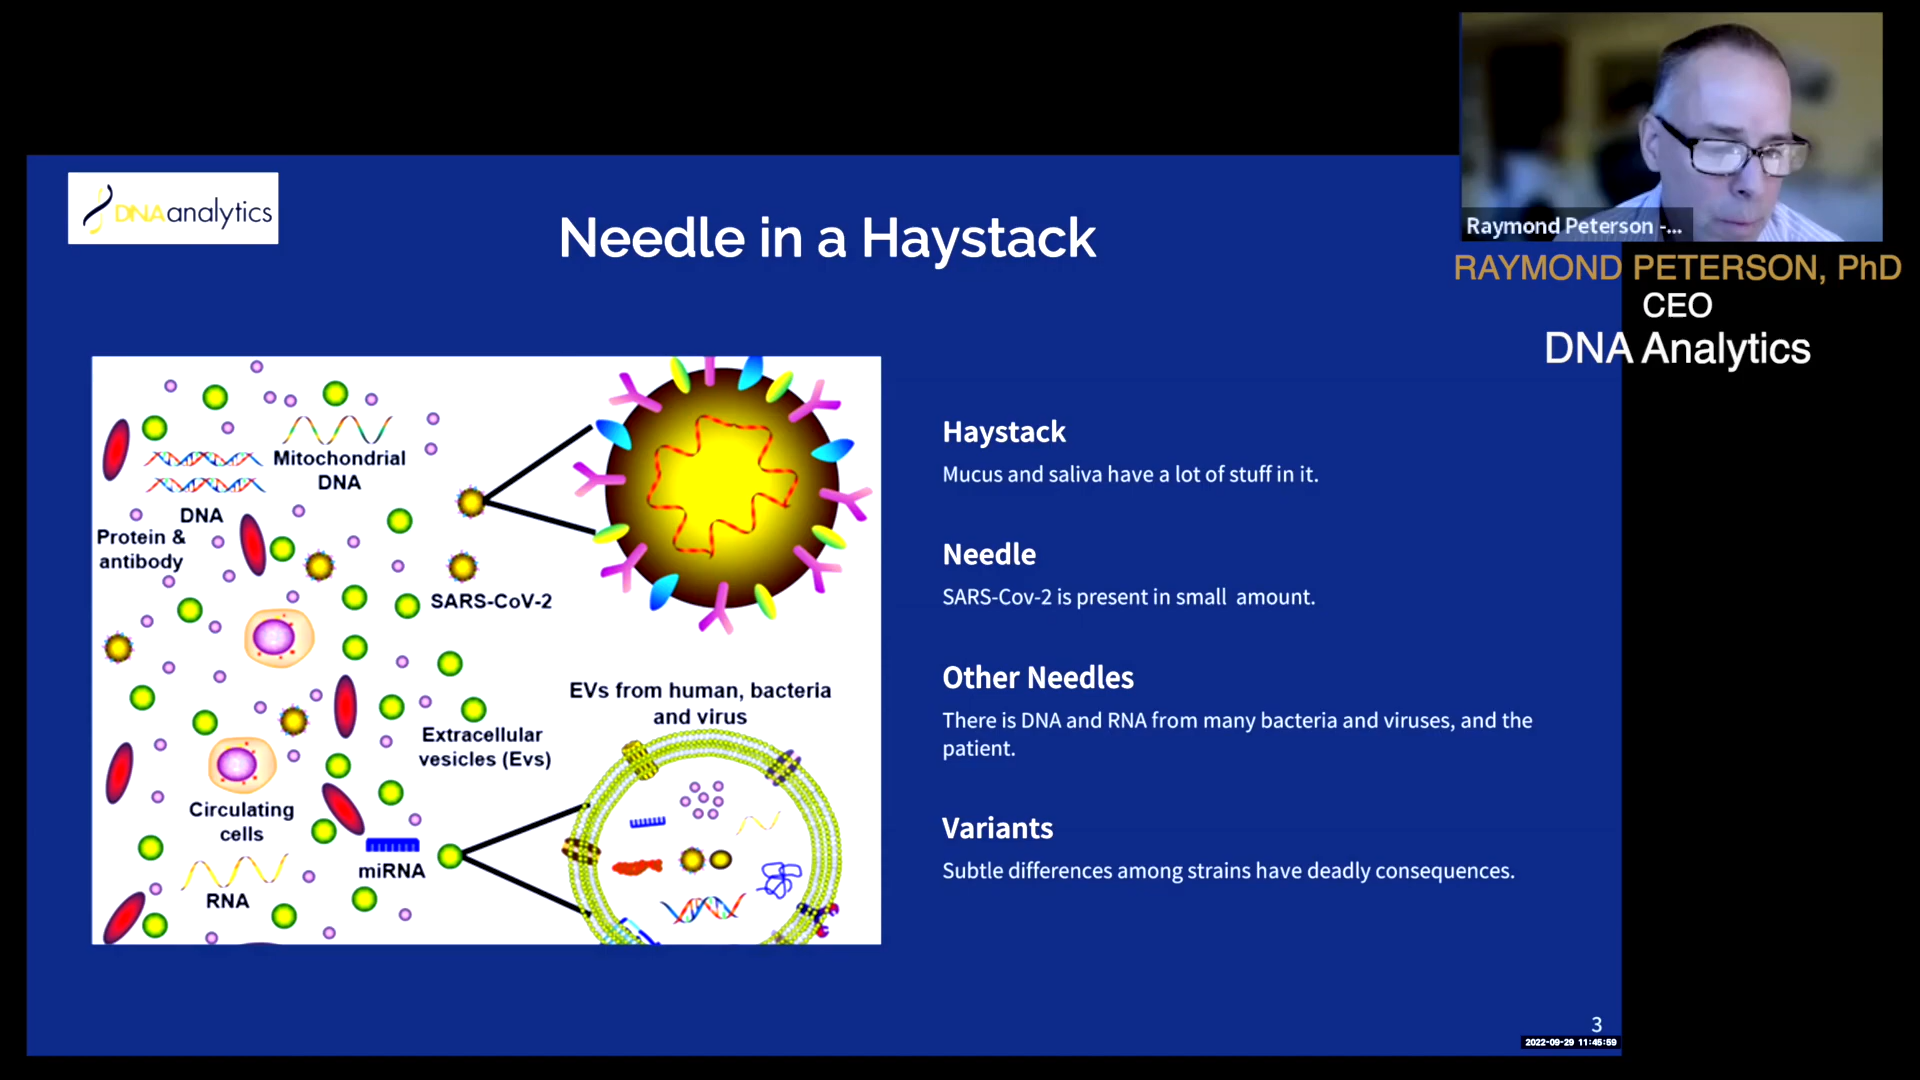 DNAanalytics
Needle in a Haystack
Raymond Peterson -...
RAYMOND PETERSON, PhD
CEO
DNA Analytics
Mitochondrial
DNA
DNA
Protein &
antibody
SARS-CoV-2
EVs from human, bacteria
and virus
Extracellular
vesicles (Evs)
Circulating
cells
miRNA
RNA
Haystack
Mucus and saliva have a lot of stuff in it.
Needle
SARS-Cov-2 is present in small amount.
Other Needles
There is DNA and RNA from many bacteria and viruses, and the
patient.
Variants
Subtle differences among strains have deadly consequences.
3
2022-09-29 11:45:59